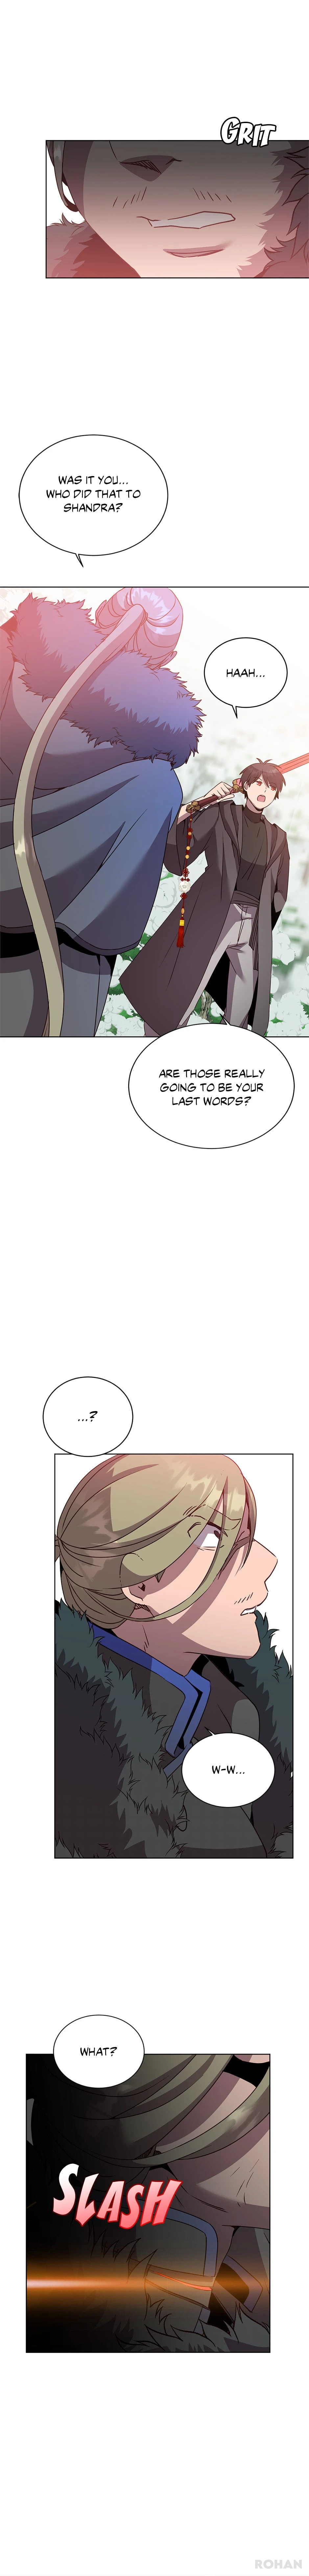 GRIT
WAS IT YOU...
WHO DID THAT TO
SHANDRA?
HAAH...
ARE THOSE REALLY
GOING TO BE YOUR
LAST WORDS?
...?
W-W...
WHAT?
SLASH
ROHAN